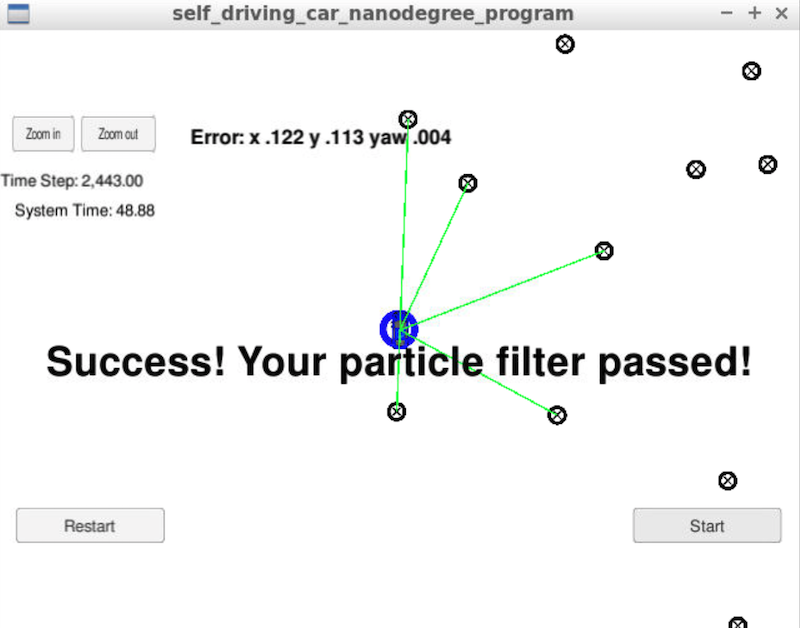 self_driving_car_nanodegree_program
Zoom in Zoom out
Error: x .122 y .113 yaw .004
Time Step: 2,443.00
System Time: 48.88
Success! Your particle filter passed!
Restart Start